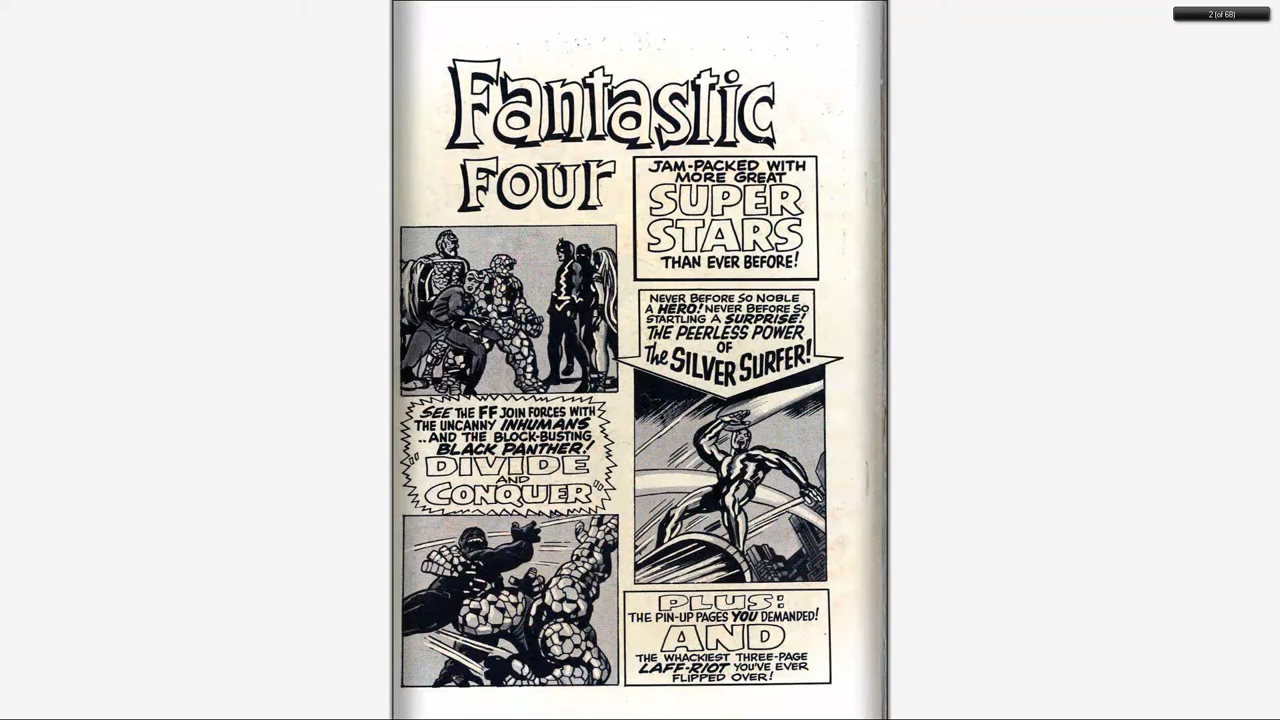 2 (of 68)
Fantastic
Four
JAM-PACKED WITH
MORE GREAT
SUPER
STARS
THAN EVER BEFORE!
NEVER BEFORE SO NOBLE
A HERO! NEVER BEFORE SO
STARTLING A SURPRISE!
THE PEERLESS POWER
OF
The SILVER SURFER!
SEE THE FF JOIN FORCES WITH
THE UNCANNY INHUMANS
..AND THE BLOCK-BUSTING
BLACK PANTHER!
"DIVIDE
AND
CONQUER"
PLUS:
THE PIN-UP PAGES YOU DEMANDED!
AND
THE WHACKIEST THREE-PAGE
LAFF-RIOT YOU'VE EVER
FLIPPED OVER!